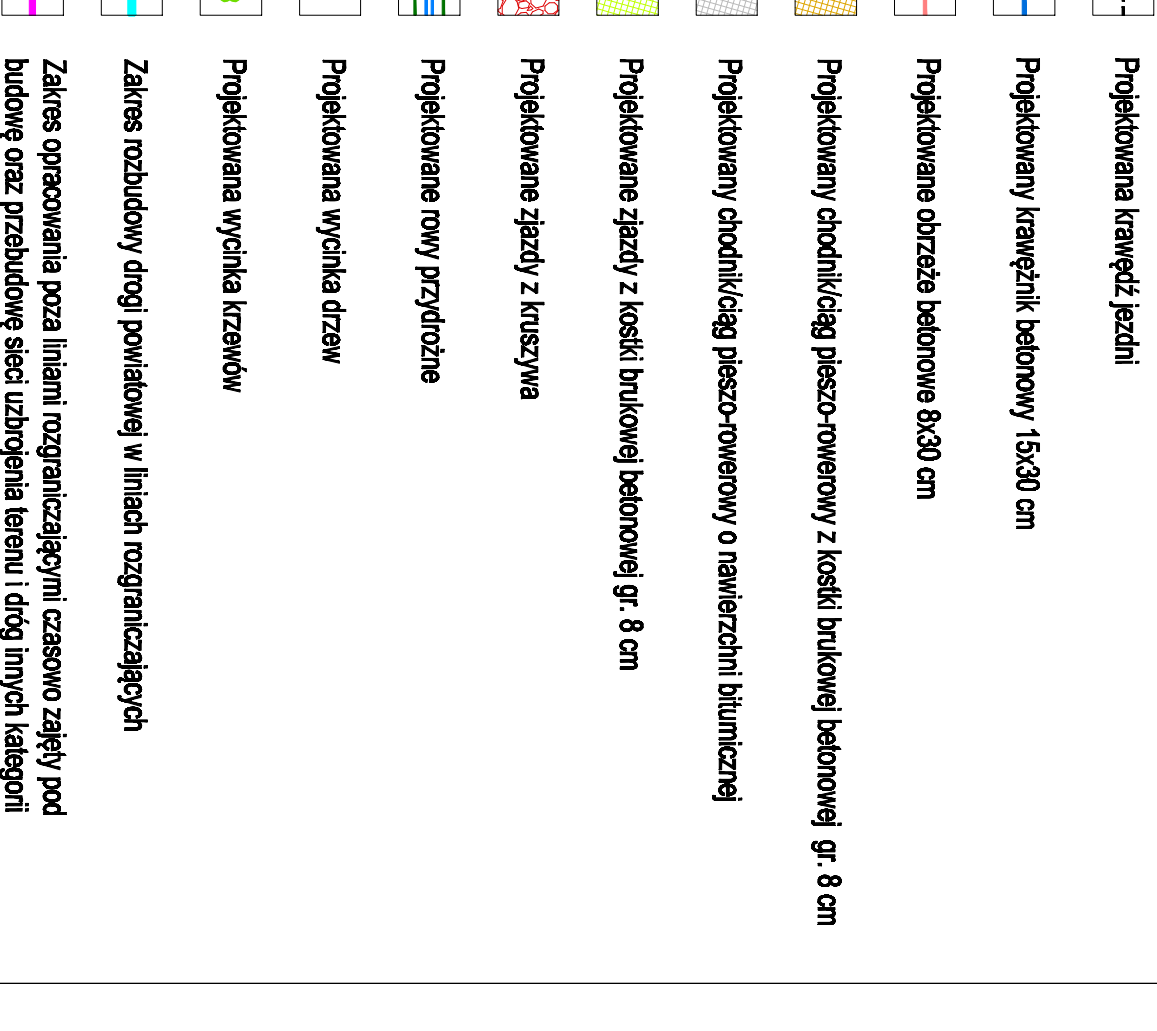 Projektowana krawędź jezdni
Projektowany krawężnik betonowy 15x30 cm
Projektowane obrzeże betonowe 8x30 cm
Projektowany chodnik/ciąg pieszo-rowerowy z kostki brukowej betonowej gr. 8 cm
Projektowany chodnik/ciąg pieszo-rowerowy o nawierzchni bitumicznej
Projektowane zjazdy z kostki brukowej betonowej gr. 8 cm
Projektowane zjazdy z kruszywa
Projektowane rowy przydrożne
Projektowana wycinka drzew
Projektowana wycinka krzewów
Zakres rozbudowy drogi powiatowej w liniach rozgraniczających
Zakres opracowania poza liniami rozgraniczającymi czasowo zajęty pod
budowę oraz przebudowę sieci uzbrojenia terenu i dróg innych kategorii